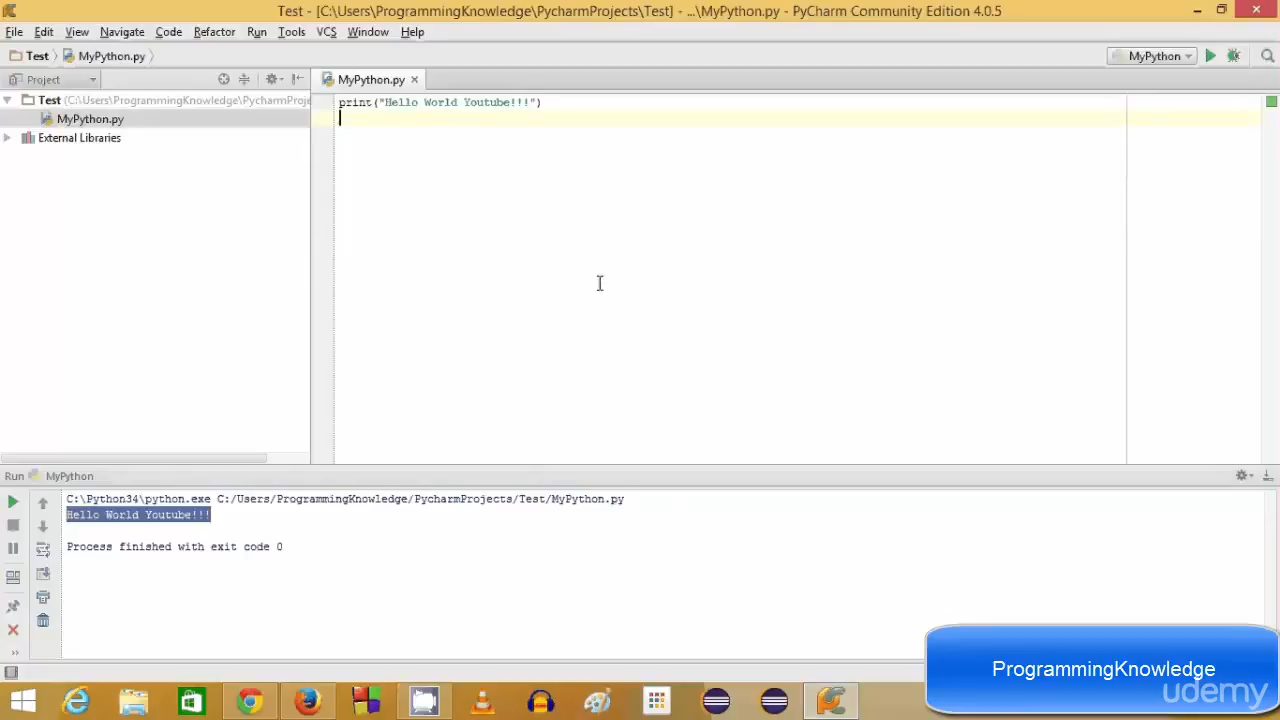 Test - [C:\Users\ProgrammingKnowledge\PycharmProjects\Test] - ...\MyPython.py - PyCharm Community Edition 4.0.5
File Edit View Navigate Code Refactor Run Tools VCS Window Help
Test MyPython.py MyPython
Project MyPython.py
Test (C:\Users\ProgrammingKnowledge\PycharmProje
MyPython.py
External Libraries
print("Hello World Youtube!!!")
Run MyPython
C:\Python34\python.exe C:/Users/ProgrammingKnowledge/PycharmProjects/Test/MyPython.py
Hello World Youtube!!!
Process finished with exit code 0
ProgrammingKnowledge
udemy